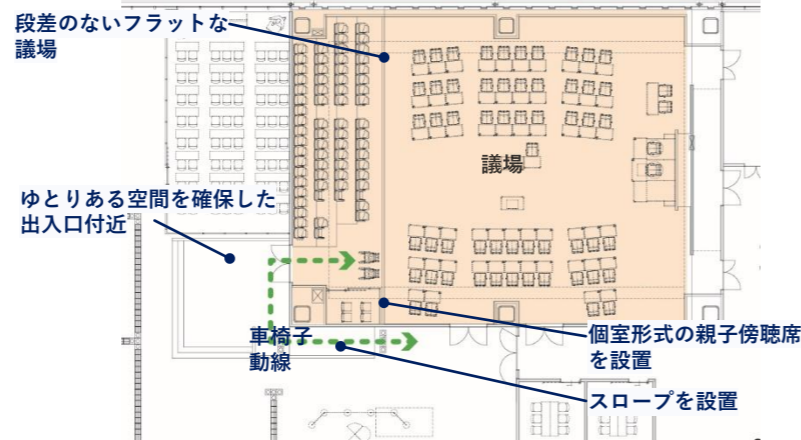 段差のないフラットな
議場
議場
ゆとりある空間を確保した
出入口付近
車椅子
動線
個室形式の親子傍聴席
を設置
スロープを設置